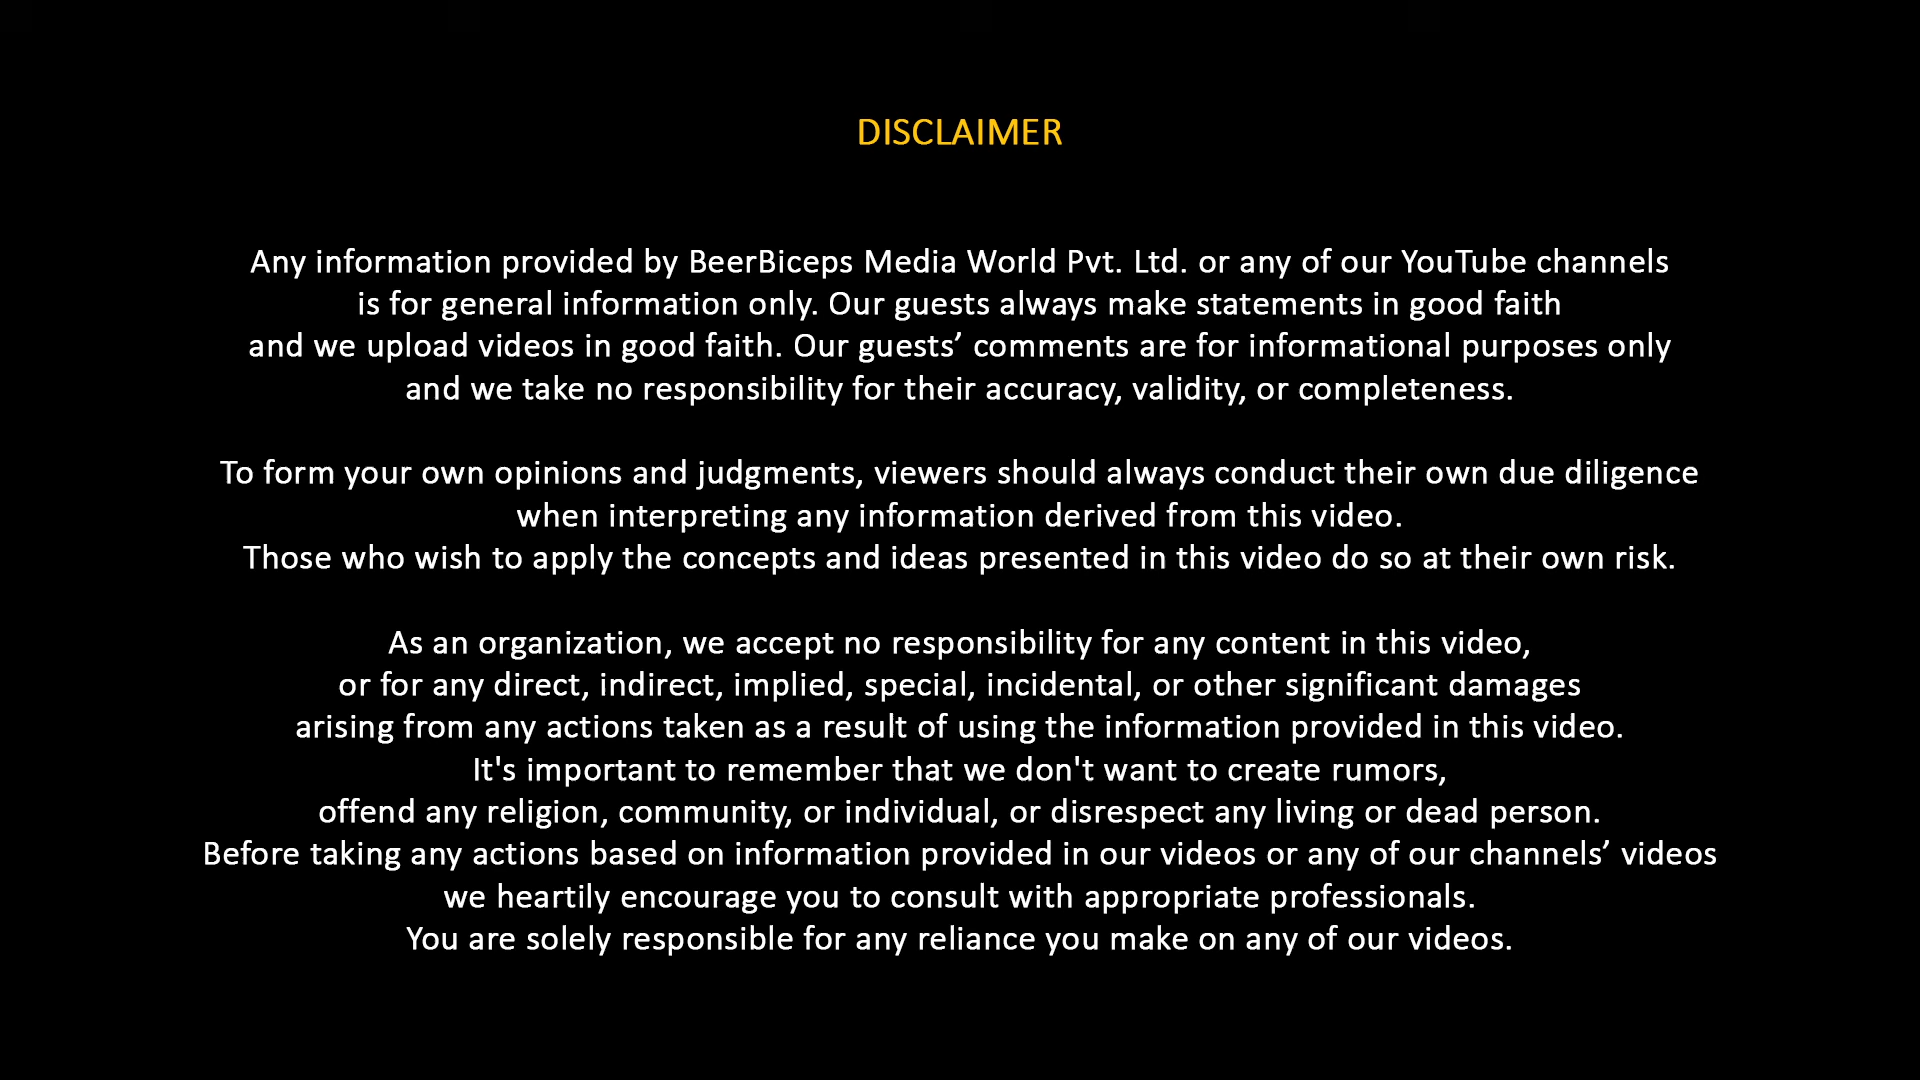 DISCLAIMER
Any information provided by BeerBiceps Media World Pvt. Ltd. or any of our YouTube channels
is for general information only. Our guests always make statements in good faith
and we upload videos in good faith. Our guests’ comments are for informational purposes only
and we take no responsibility for their accuracy, validity, or completeness.
To form your own opinions and judgments, viewers should always conduct their own due diligence
when interpreting any information derived from this video.
Those who wish to apply the concepts and ideas presented in this video do so at their own risk.
As an organization, we accept no responsibility for any content in this video,
or for any direct, indirect, implied, special, incidental, or other significant damages
arising from any actions taken as a result of using the information provided in this video.
It's important to remember that we don't want to create rumors,
offend any religion, community, or individual, or disrespect any living or dead person.
Before taking any actions based on information provided in our videos or any of our channels’ videos
we heartily encourage you to consult with appropriate professionals.
You are solely responsible for any reliance you make on any of our videos.